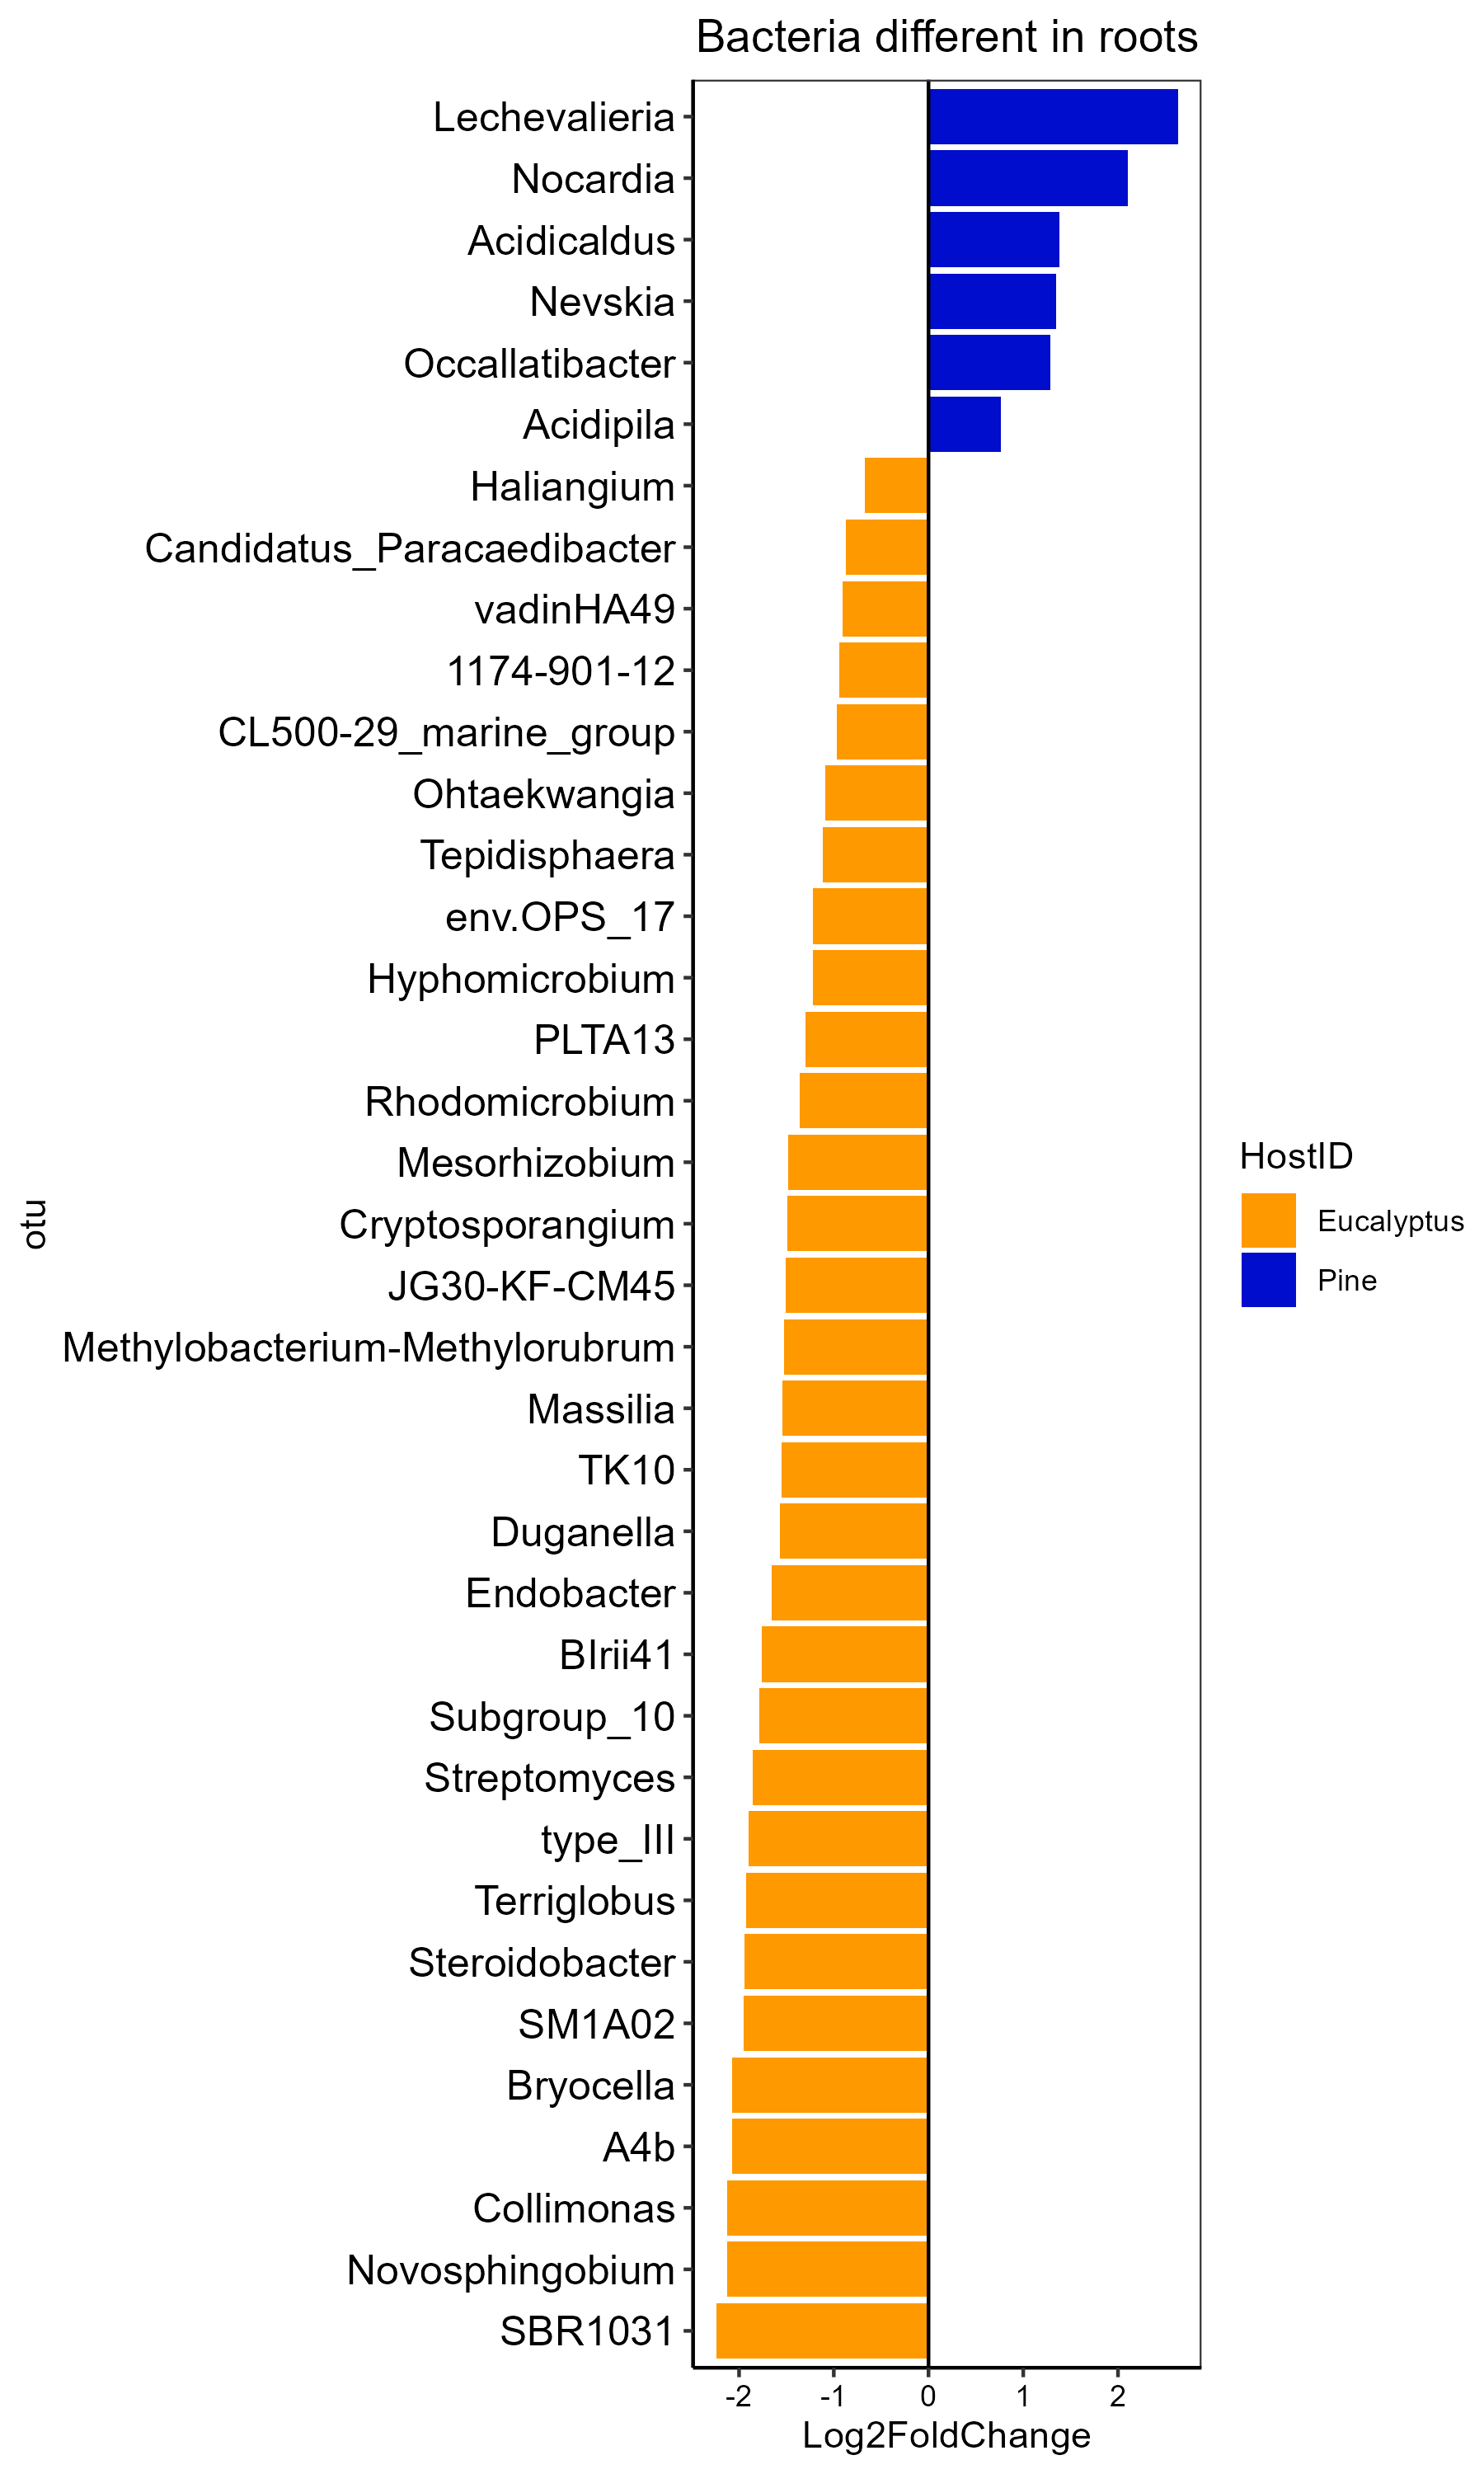 Bacteria different in roots
Lechevalieria
Nocardia
Acidicaldus
Nevskia
Occallatibacter
Acidipila
Haliangium
Candidatus_Paracaedibacter
vadinHA49
1174-901-12
CL500-29_marine_group
Ohtaekwangia
Tepidisphaera
env.OPS_17
Hyphomicrobium
PLTA13
Rhodomicrobium
Mesorhizobium
Cryptosporangium
JG30-KF-CM45
Methylobacterium-Methylorubrum
Massilia
TK10
Duganella
Endobacter
BIrii41
Subgroup_10
Streptomyces
type_III
Terriglobus
Steroidobacter
SM1A02
Bryocella
A4b
Collimonas
Novosphingobium
SBR1031
otu
-2 -1 0 1 2
Log2FoldChange
HostID
Eucalyptus
Pine